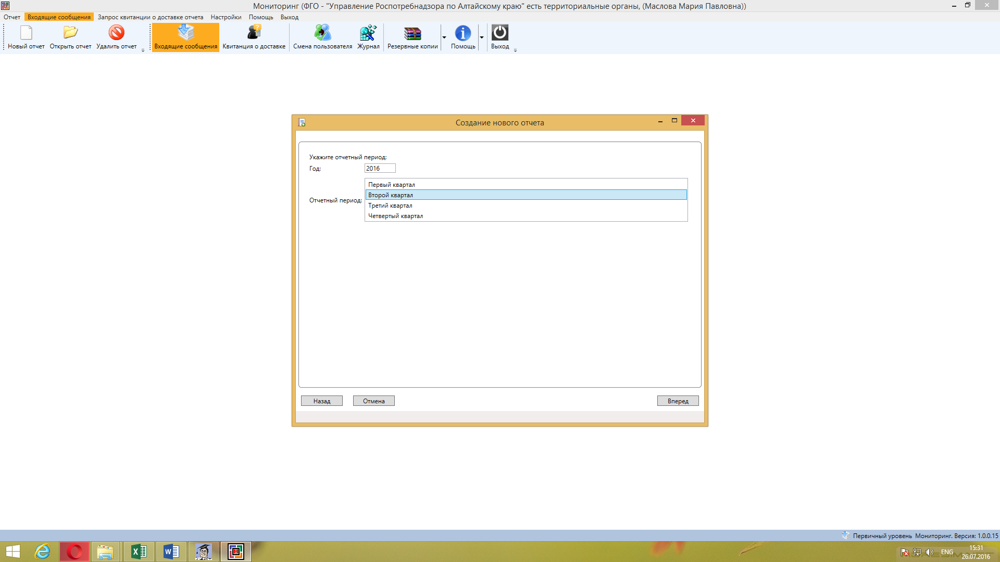 Мониторинг (ФГО - "Управление Роспотребнадзора по Алтайскому краю" есть территориальные органы, (Маслова Мария Павловна))
Отчет Входящие сообщения Запрос квитанции о доставке отчета Настройки Помощь Выход
Новый отчет Открыть отчет Удалить отчет Входящие сообщения Квитанция о доставке Смена пользователя Журнал Резервные копии Помощь Выход
Создание нового отчета
Укажите отчетный период:
Год: 2016
Первый квартал
Второй квартал
Отчетный период:
Третий квартал
Четвертый квартал
Назад Отмена Вперед
Первичный уровень Мониторинг. Версия: 1.0.0.15
ENG 15:31
26.07.2016